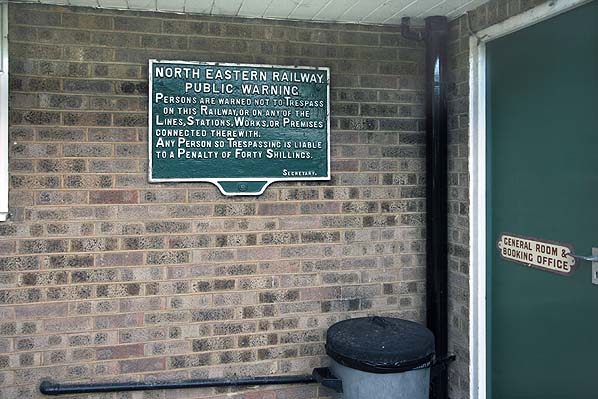 NORTH EASTERN RAILWAY
PUBLIC WARNING
PERSONS ARE WARNED NOT TO TRESPASS
ON THIS RAILWAY, OR ON ANY OF THE
LINES, STATIONS, WORKS, OR PREMISES
CONNECTED THEREWITH.
ANY PERSON SO TRESPASSING IS LIABLE
TO A PENALTY OF FORTY SHILLINGS.
SECRETARY.
GENERAL ROOM &
BOOKING OFFICE